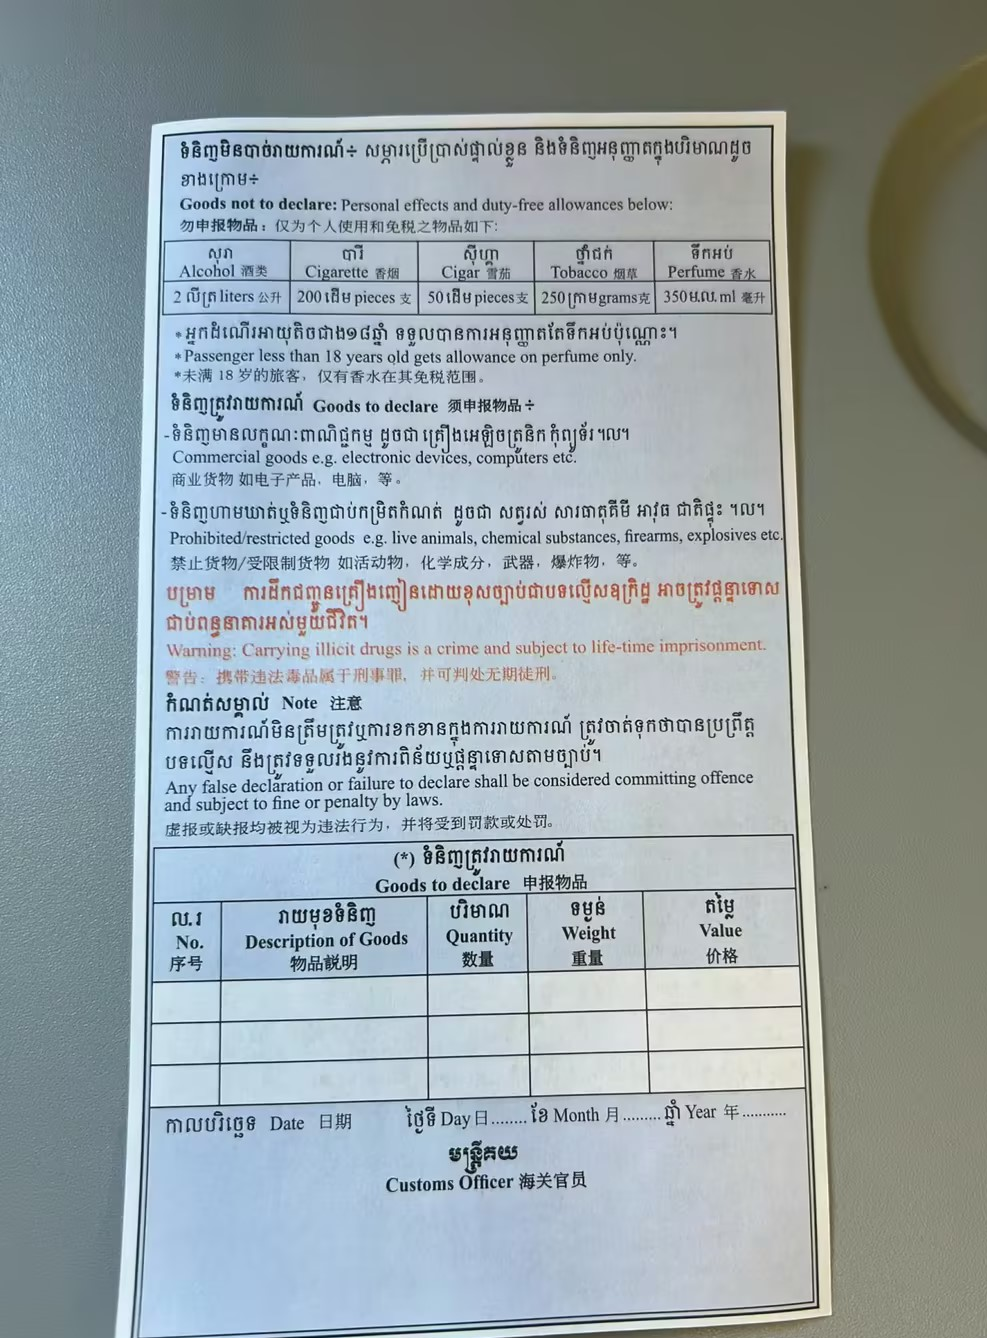 ទំនិញមិនបាច់រាយការណ៍÷ សម្ភារប្រើប្រាស់ផ្ទាល់ខ្លួន និងទំនិញអនុញ្ញាតក្នុងបរិមាណដូច
ខាងក្រោម÷
Goods not to declare: Personal effects and duty-free allowances below:
勿申报物品：仅为个人使用和免税之物品如下:
សុរា បារី ស៊ីហ្គា ថ្នាំជក់ ទឹកអប់
Alcohol 酒类 Cigarette 香烟 Cigar 雪茄 Tobacco 烟草 Perfume 香水
2 លីត្រ liters 公升 200 ដើម pieces 支 50 ដើម pieces 支 250 ក្រាម grams 克 350 ម.ល. ml 毫升
*អ្នកដំណើរអាយុតិចជាង១៨ឆ្នាំ ទទួលបានការអនុញ្ញាតតែទឹកអប់ប៉ុណ្ណោះ។
*Passenger less than 18 years old gets allowance on perfume only.
*未满 18 岁的旅客，仅有香水在其免税范围。
ទំនិញត្រូវរាយការណ៍ Goods to declare 须申报物品÷
-ទំនិញមានលក្ខណៈពាណិជ្ជកម្ម ដូចជា គ្រឿងអេឡិចត្រូនិក កុំព្យូទ័រ ។ល។
Commercial goods e.g. electronic devices, computers etc.
商业货物 如电子产品，电脑，等。
-ទំនិញហាមឃាត់ឬទំនិញជាប់កម្រិតកំណត់ ដូចជា សត្វរស់ សារធាតុគីមី អាវុធ ជាតិផ្ទុះ ។ល។
Prohibited/restricted goods e.g. live animals, chemical substances, firearms, explosives etc.
禁止货物/受限制货物 如活动物，化学成分，武器，爆炸物，等。
បម្រាម ការដឹកជញ្ជូនគ្រឿងញៀនដោយខុសច្បាប់ជាបទល្មើសឧក្រិដ្ឋ អាចត្រូវផ្តន្ទាទោស
ជាប់ពន្ធនាគារអស់មួយជីវិត។
Warning: Carrying illicit drugs is a crime and subject to life-time imprisonment.
警告：携带违法毒品属于刑事罪，并可判处无期徒刑。
កំណត់សម្គាល់ Note 注意
ការរាយការណ៍មិនត្រឹមត្រូវឬការខកខានក្នុងការរាយការណ៍ ត្រូវចាត់ទុកថាបានប្រព្រឹត្ត
បទល្មើស នឹងត្រូវទទួលរងនូវការពិន័យឬផ្តន្ទាទោសតាមច្បាប់។
Any false declaration or failure to declare shall be considered committing offence
and subject to fine or penalty by laws.
虚报或缺报均被视为违法行为，并将受到罚款或处罚。
(*) ទំនិញត្រូវរាយការណ៍
Goods to declare 申报物品
ល.រ រាយមុខទំនិញ បរិមាណ ទម្ងន់ តម្លៃ
No. Description of Goods Quantity Weight Value
序号 物品説明 数量 重量 价格
កាលបរិច្ឆេទ Date 日期 ថ្ងៃទី Day 日........ ខែ Month 月......... ឆ្នាំ Year 年...........
មន្ត្រីគយ
Customs Officer 海关官员